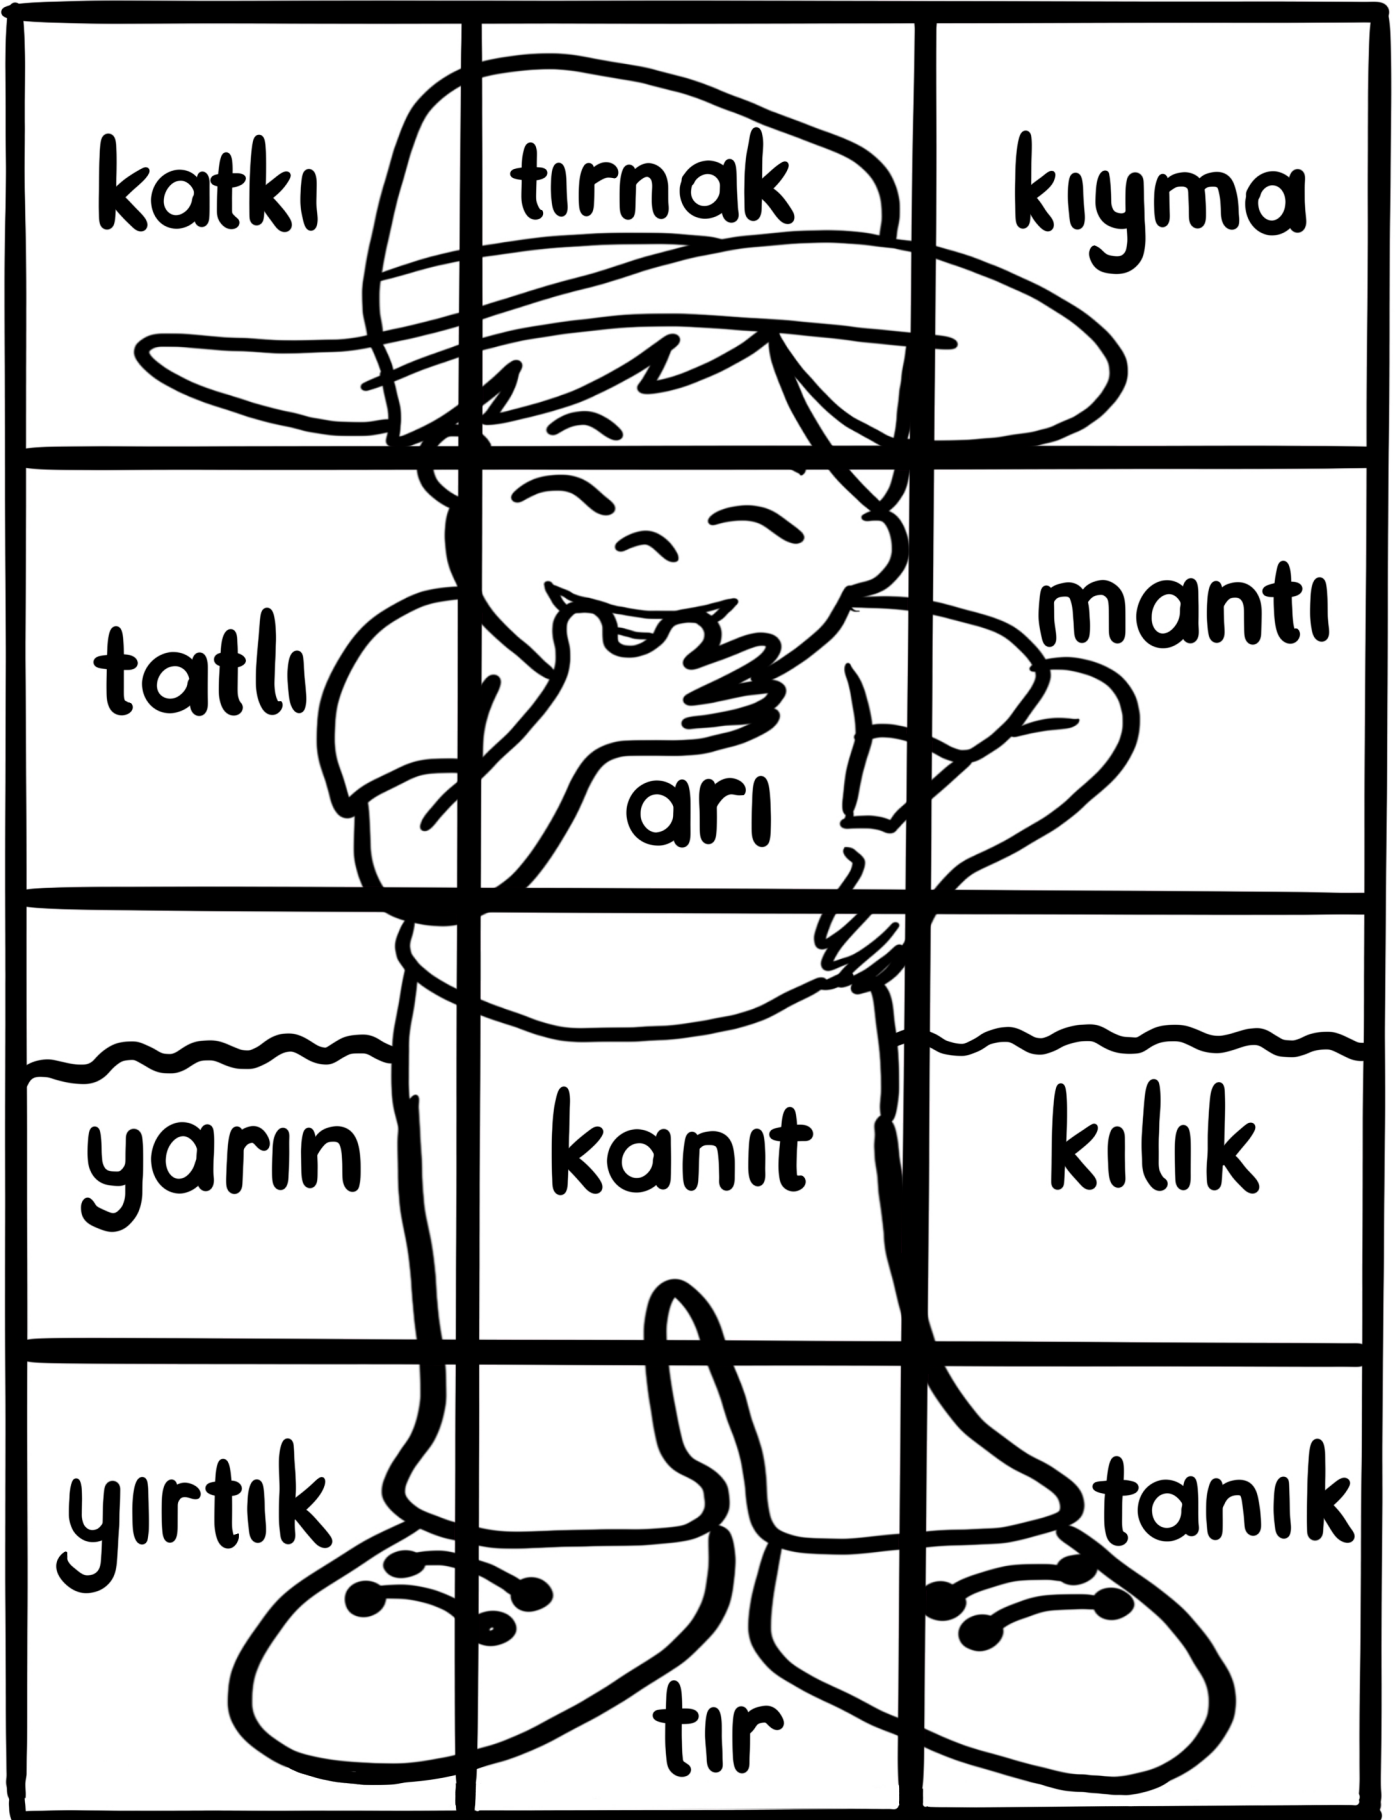 katkı
tırnak
kıyma
tatlı
arı
mantı
yarın
kanıt
kılık
yırtık
tır
tanık